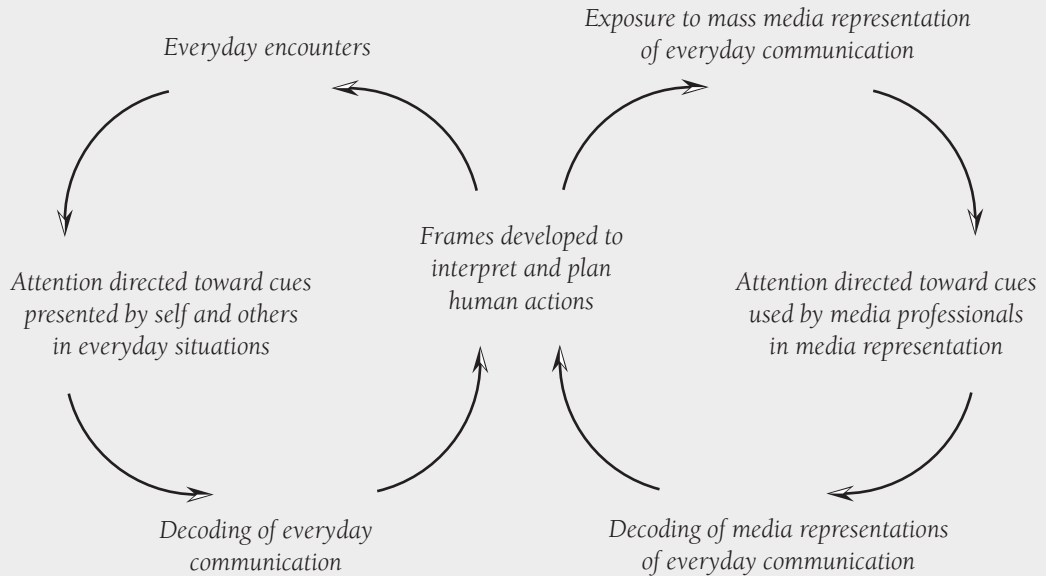 Everyday encounters
Exposure to mass media representation
of everyday communication
Frames developed to
interpret and plan
human actions
Attention directed toward cues
presented by self and others
in everyday situations
Attention directed toward cues
used by media professionals
in media representation
Decoding of everyday
communication
Decoding of media representations
of everyday communication